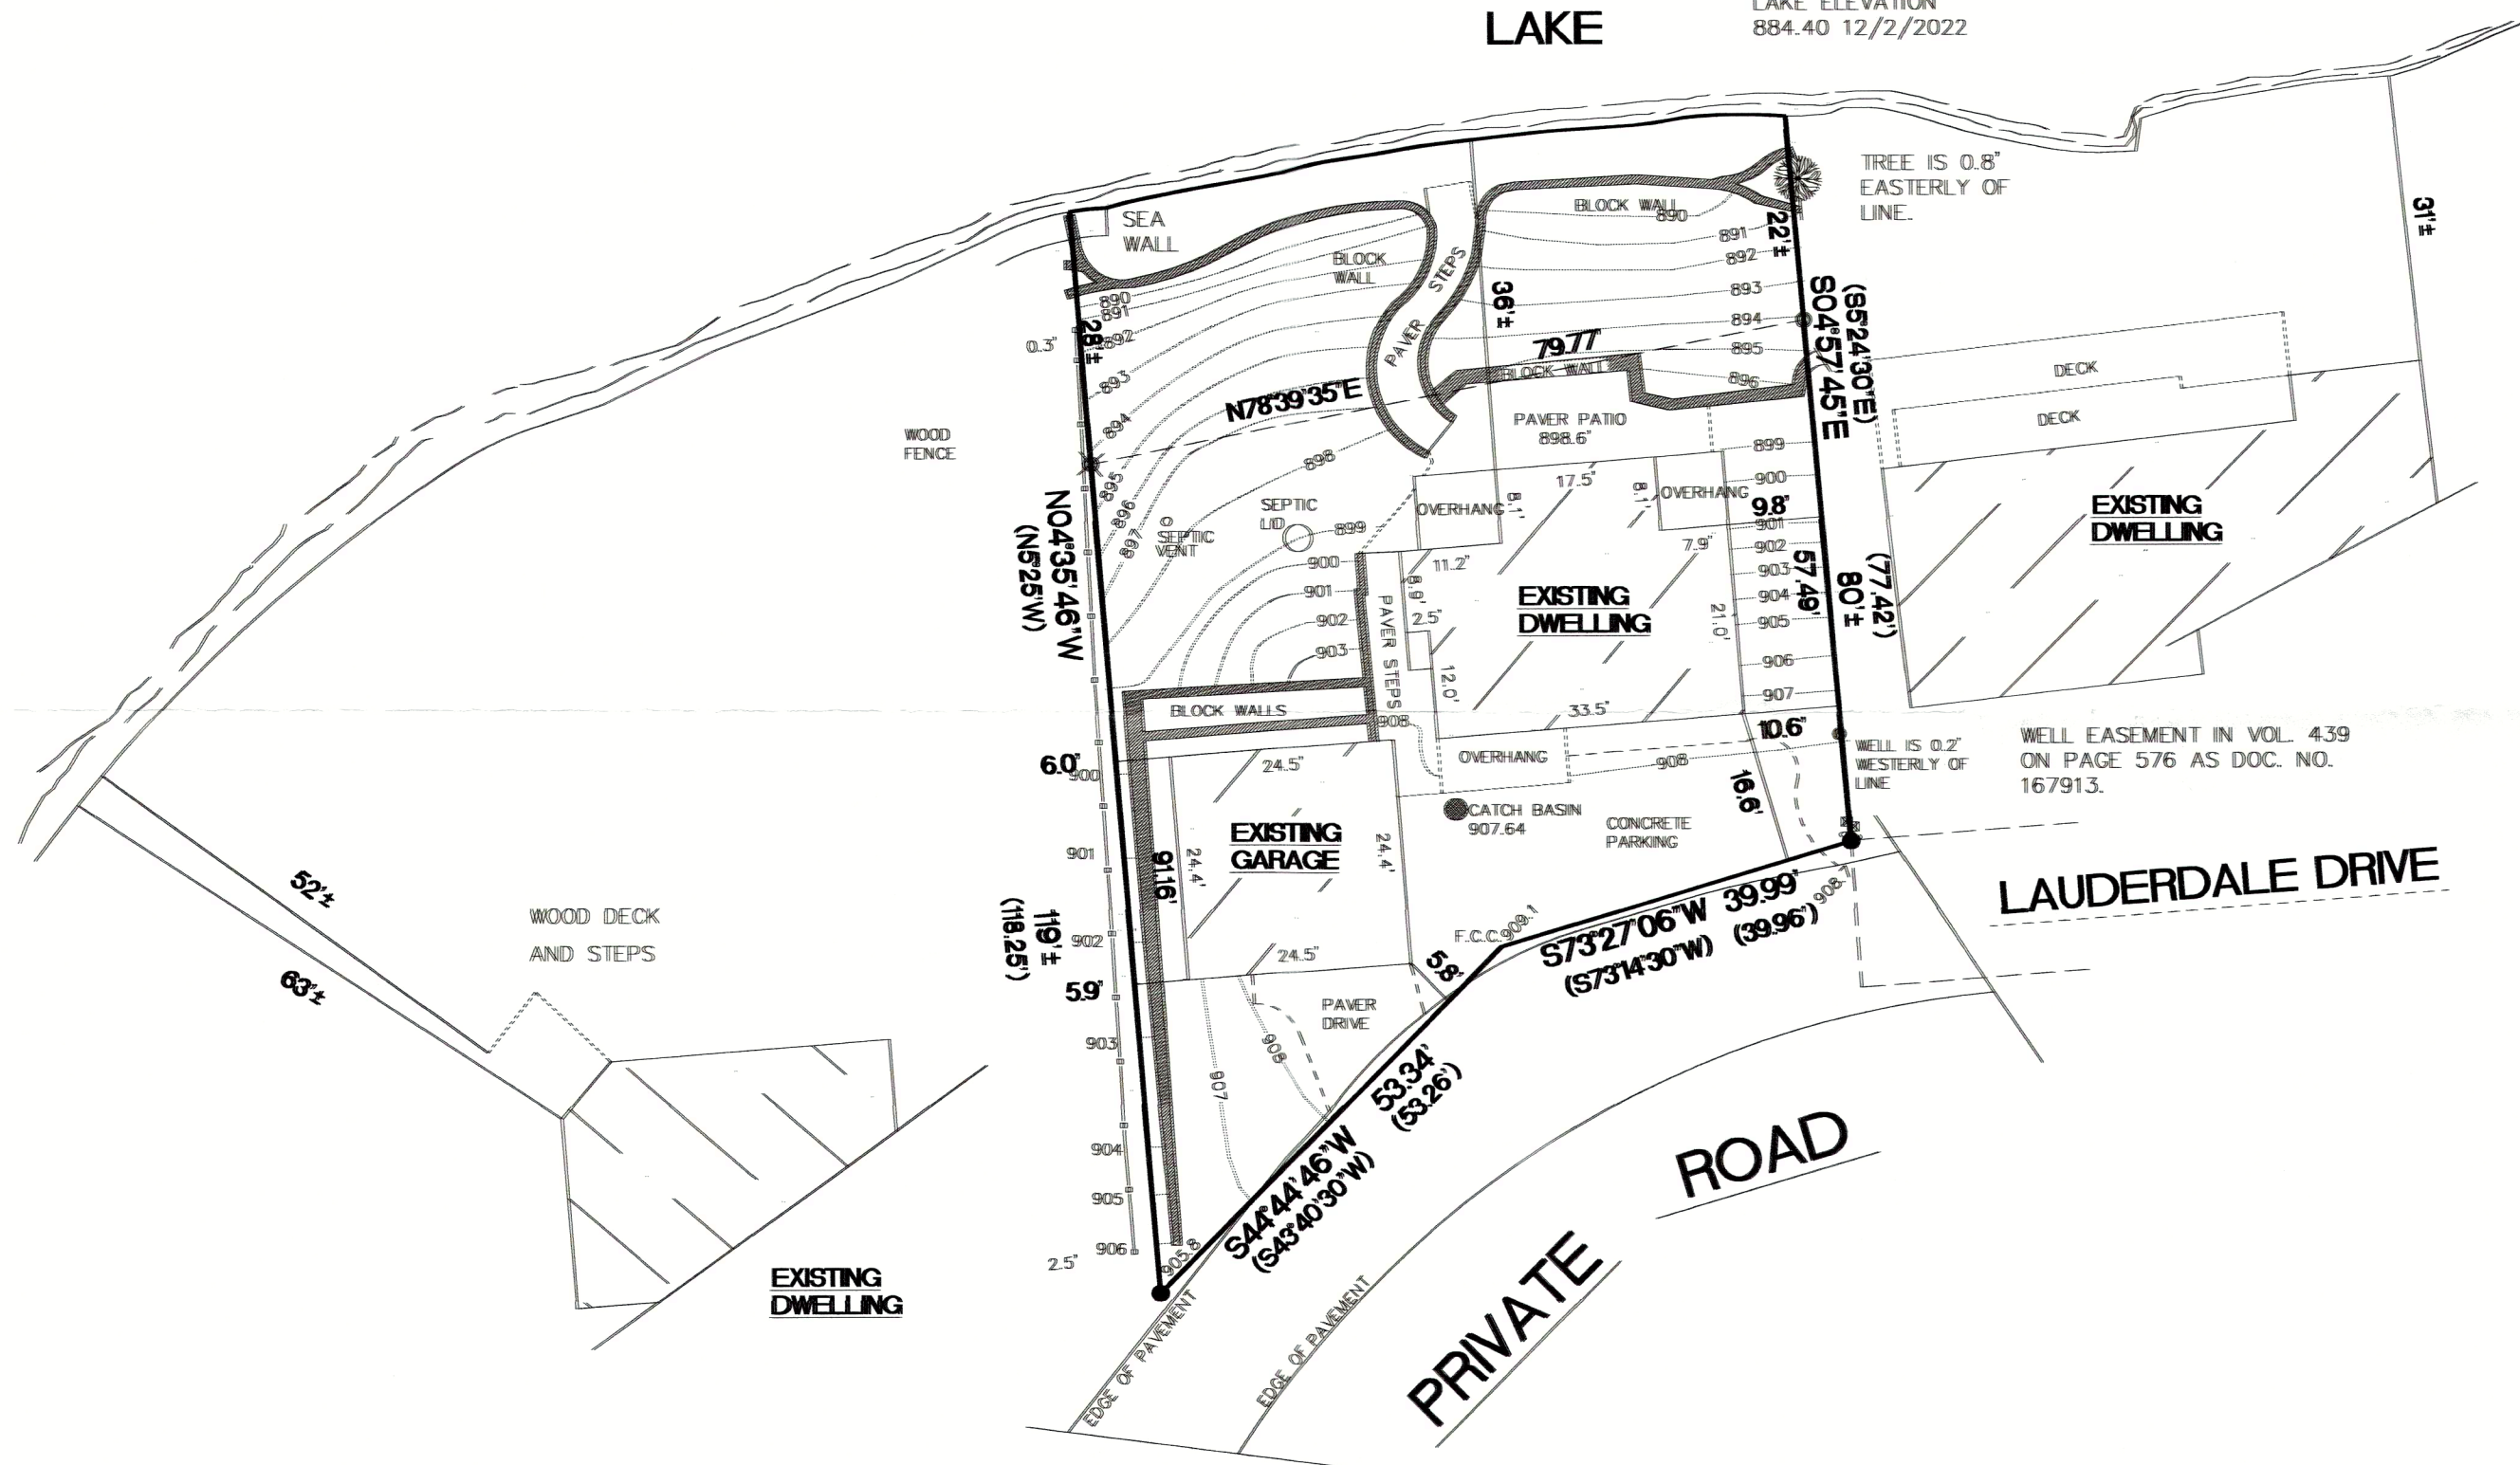 LAKE
LAKE ELEVATION
884.40 12/2/2022
TREE IS 0.8'
EASTERLY OF
LINE.
SEA
WALL
BLOCK WALL
890
891
892
893
894
895
896
22'±
31'±
BLOCK
WALL
STEPS
PAVER
36'±
79.77'
BLOCK WALL
N78°39'35"E
S04°57'45"E
(S5°24'30"E)
890
891
892
893
894
895
896
897
898
899
28'±
0.3'
WOOD
FENCE
DECK
DECK
PAVER PATIO
898.6'
17.5'
OVERHANG
OVERHANG
9.8'
899
900
901
902
903
904
905
906
907
7.9'
11.2'
2.5'
12.0'
21.0'
33.5'
57.49'
80'±
(77.42')
EXISTING
DWELLING
EXISTING
DWELLING
SEPTIC
LID
SEPTIC
VENT
N04°35'46"W
(N5°25'W)
900
901
902
903
PAVER STEPS
BLOCK WALLS
908
OVERHANG
908
10.6'
16.6'
WELL IS 0.2'
WESTERLY OF
LINE
WELL EASEMENT IN VOL. 439
ON PAGE 576 AS DOC. NO.
167913.
6.0'
900
24.5'
EXISTING
GARAGE
24.4'
24.4'
24.5'
91.16'
CATCH BASIN
907.64
CONCRETE
PARKING
LAUDERDALE DRIVE
901
902
903
904
905
906
119'±
(118.25')
5.9'
2.5'
905.8
F.C.C.
909.1
908.7
5.8'
S73°27'06"W 39.99'
(S73°14'30"W) (39.96')
PAVER
DRIVE
908
907
53.34'
(53.26')
S44°44'46"W
(S43°40'30"W)
52'±
63'±
WOOD DECK
AND STEPS
EXISTING
DWELLING
EDGE OF PAVEMENT
EDGE OF PAVEMENT
PRIVATE
ROAD